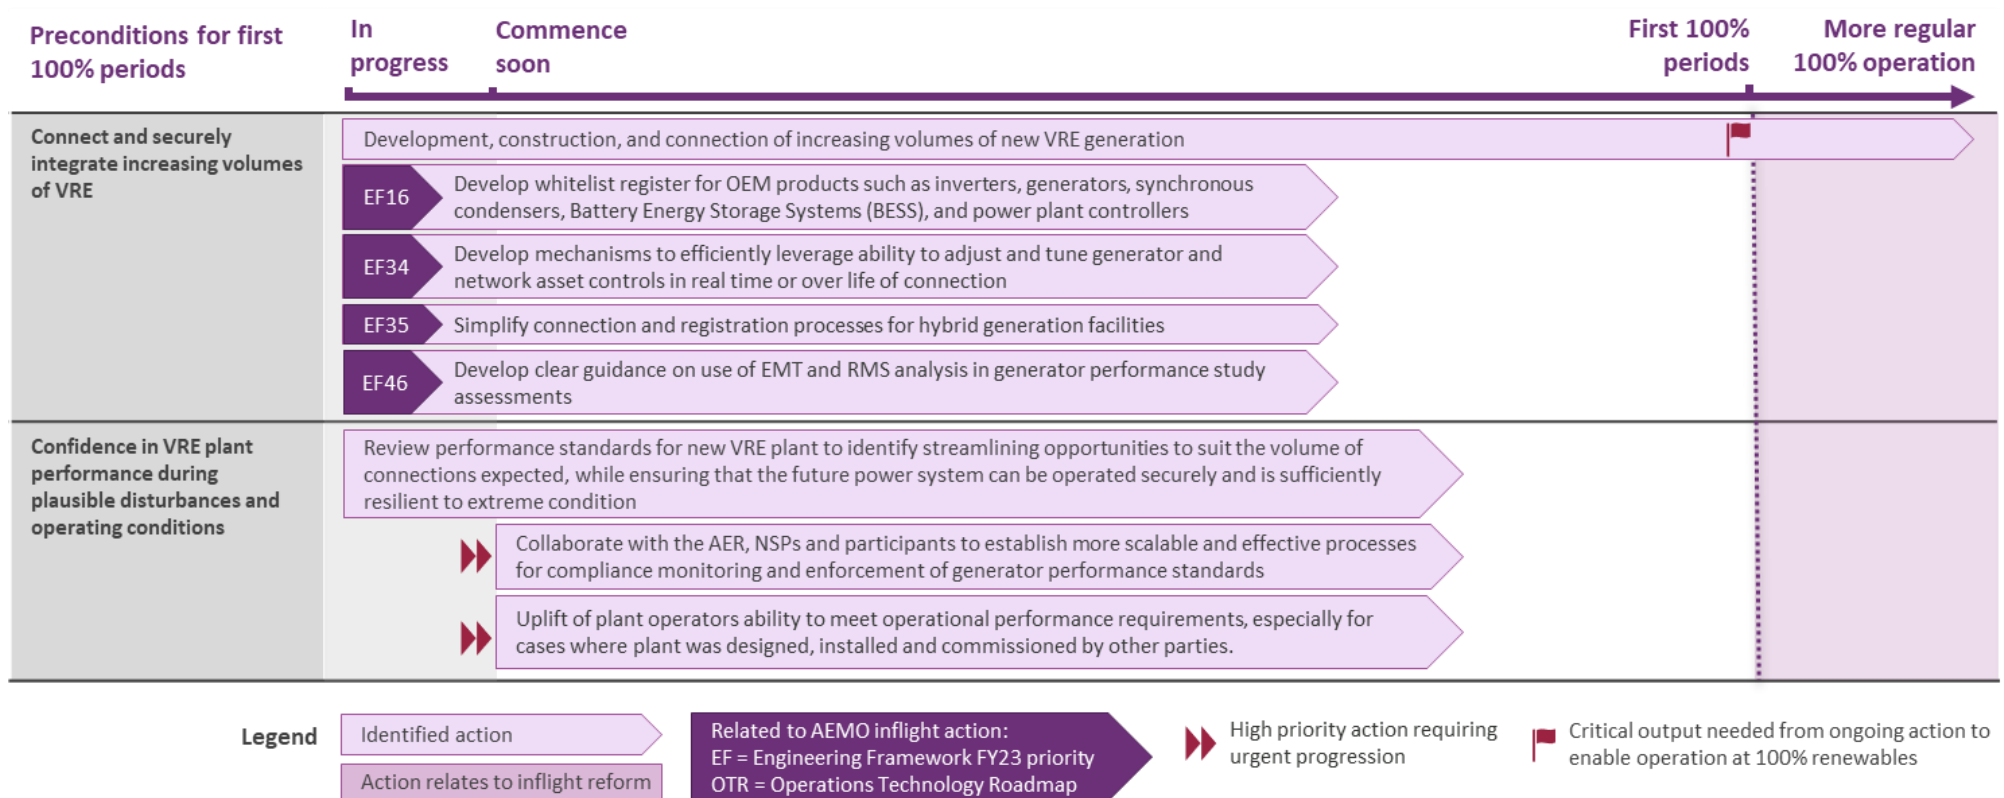 Preconditions for first
100% periods
In
progress
Commence
soon
First 100%
periods
More regular
100% operation
Connect and securely
integrate increasing volumes
of VRE
Development, construction, and connection of increasing volumes of new VRE generation
EF16
Develop whitelist register for OEM products such as inverters, generators, synchronous
condensers, Battery Energy Storage Systems (BESS), and power plant controllers
EF34
Develop mechanisms to efficiently leverage ability to adjust and tune generator and
network asset controls in real time or over life of connection
EF35
Simplify connection and registration processes for hybrid generation facilities
EF46
Develop clear guidance on use of EMT and RMS analysis in generator performance study
assessments
Confidence in VRE plant
performance during
plausible disturbances and
operating conditions
Review performance standards for new VRE plant to identify streamlining opportunities to suit the volume of
connections expected, while ensuring that the future power system can be operated securely and is sufficiently
resilient to extreme condition
Collaborate with the AER, NSPs and participants to establish more scalable and effective processes
for compliance monitoring and enforcement of generator performance standards
Uplift of plant operators ability to meet operational performance requirements, especially for
cases where plant was designed, installed and commissioned by other parties.
Legend
Identified action
Action relates to inflight reform
Related to AEMO inflight action:
EF = Engineering Framework FY23 priority
OTR = Operations Technology Roadmap
High priority action requiring
urgent progression
Critical output needed from ongoing action to
enable operation at 100% renewables